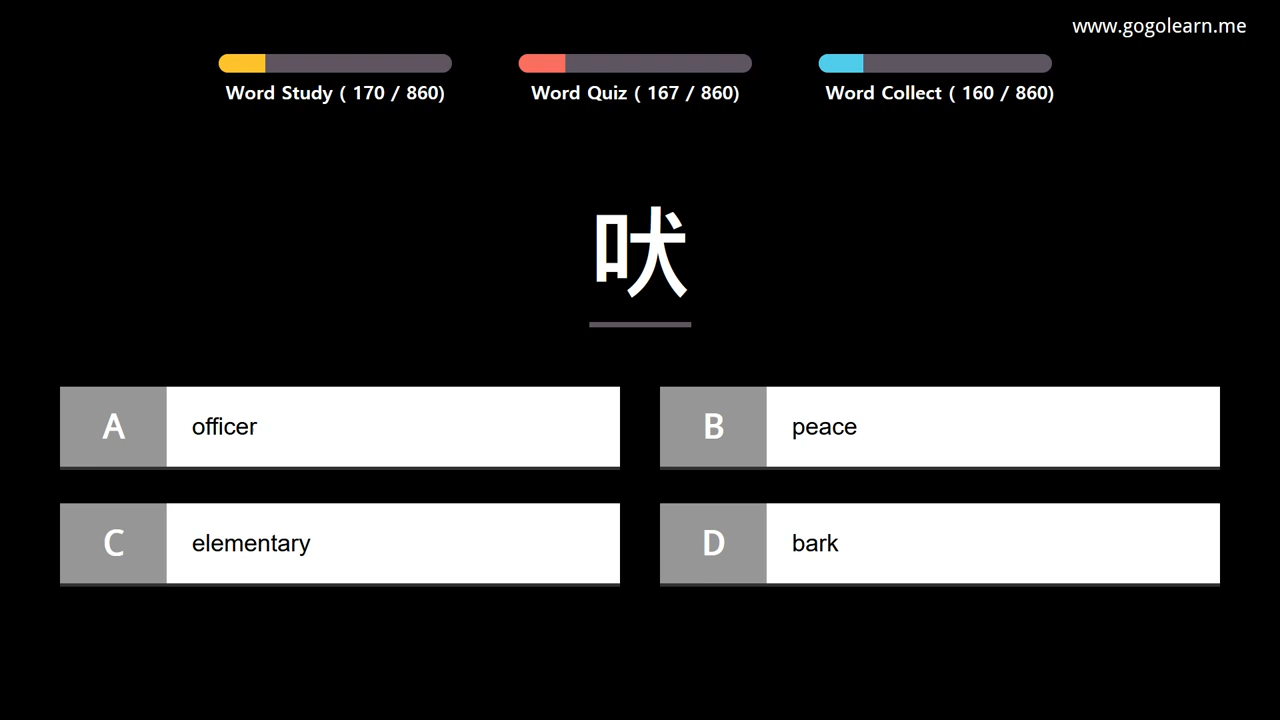 www.gogolearn.me
Word Study ( 170 / 860)
Word Quiz ( 167 / 860)
Word Collect ( 160 / 860)
吠
A officer
B peace
C elementary
D bark